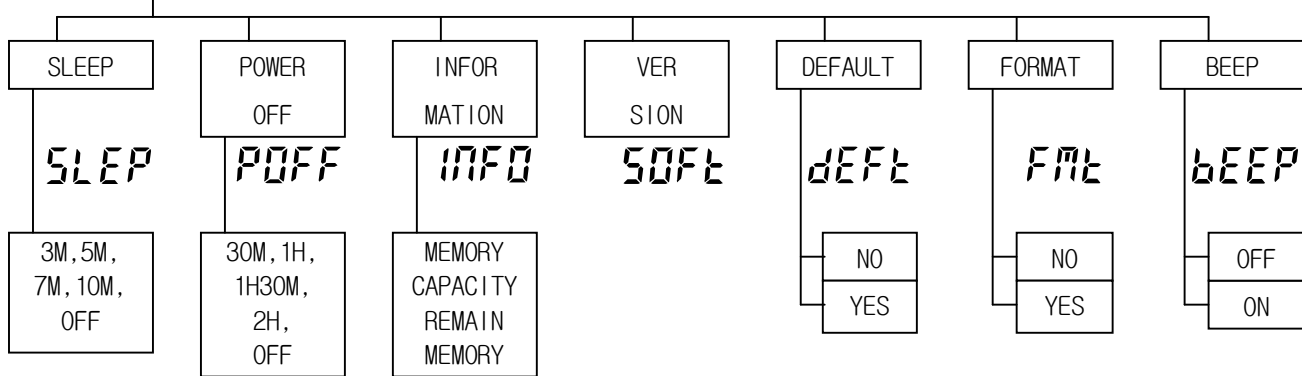 SLEEP
POWER
OFF
INFOR
MATION
VER
SION
DEFAULT
FORMAT
BEEP
SLEP
POFF
INFO
SOFt
dEFt
FMt
bEEP
3M,5M,
7M,10M,
OFF
30M,1H,
1H30M,
2H,
OFF
MEMORY
CAPACITY
REMAIN
MEMORY
NO
YES
NO
YES
OFF
ON